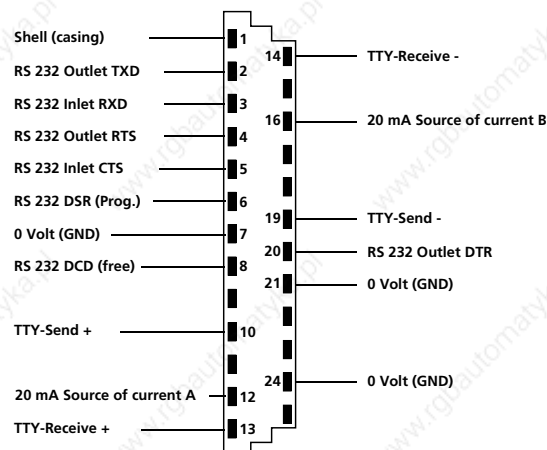 Shell (casing) 1
14 TTY-Receive -
RS 232 Outlet TXD 2
RS 232 Inlet RXD 3
16 20 mA Source of current B
RS 232 Outlet RTS 4
RS 232 Inlet CTS 5
RS 232 DSR (Prog.) 6
19 TTY-Send -
0 Volt (GND) 7
20 RS 232 Outlet DTR
RS 232 DCD (free) 8
21 0 Volt (GND)
TTY-Send + 10
24 0 Volt (GND)
20 mA Source of current A 12
TTY-Receive + 13
www.rgbautomatyka.pl